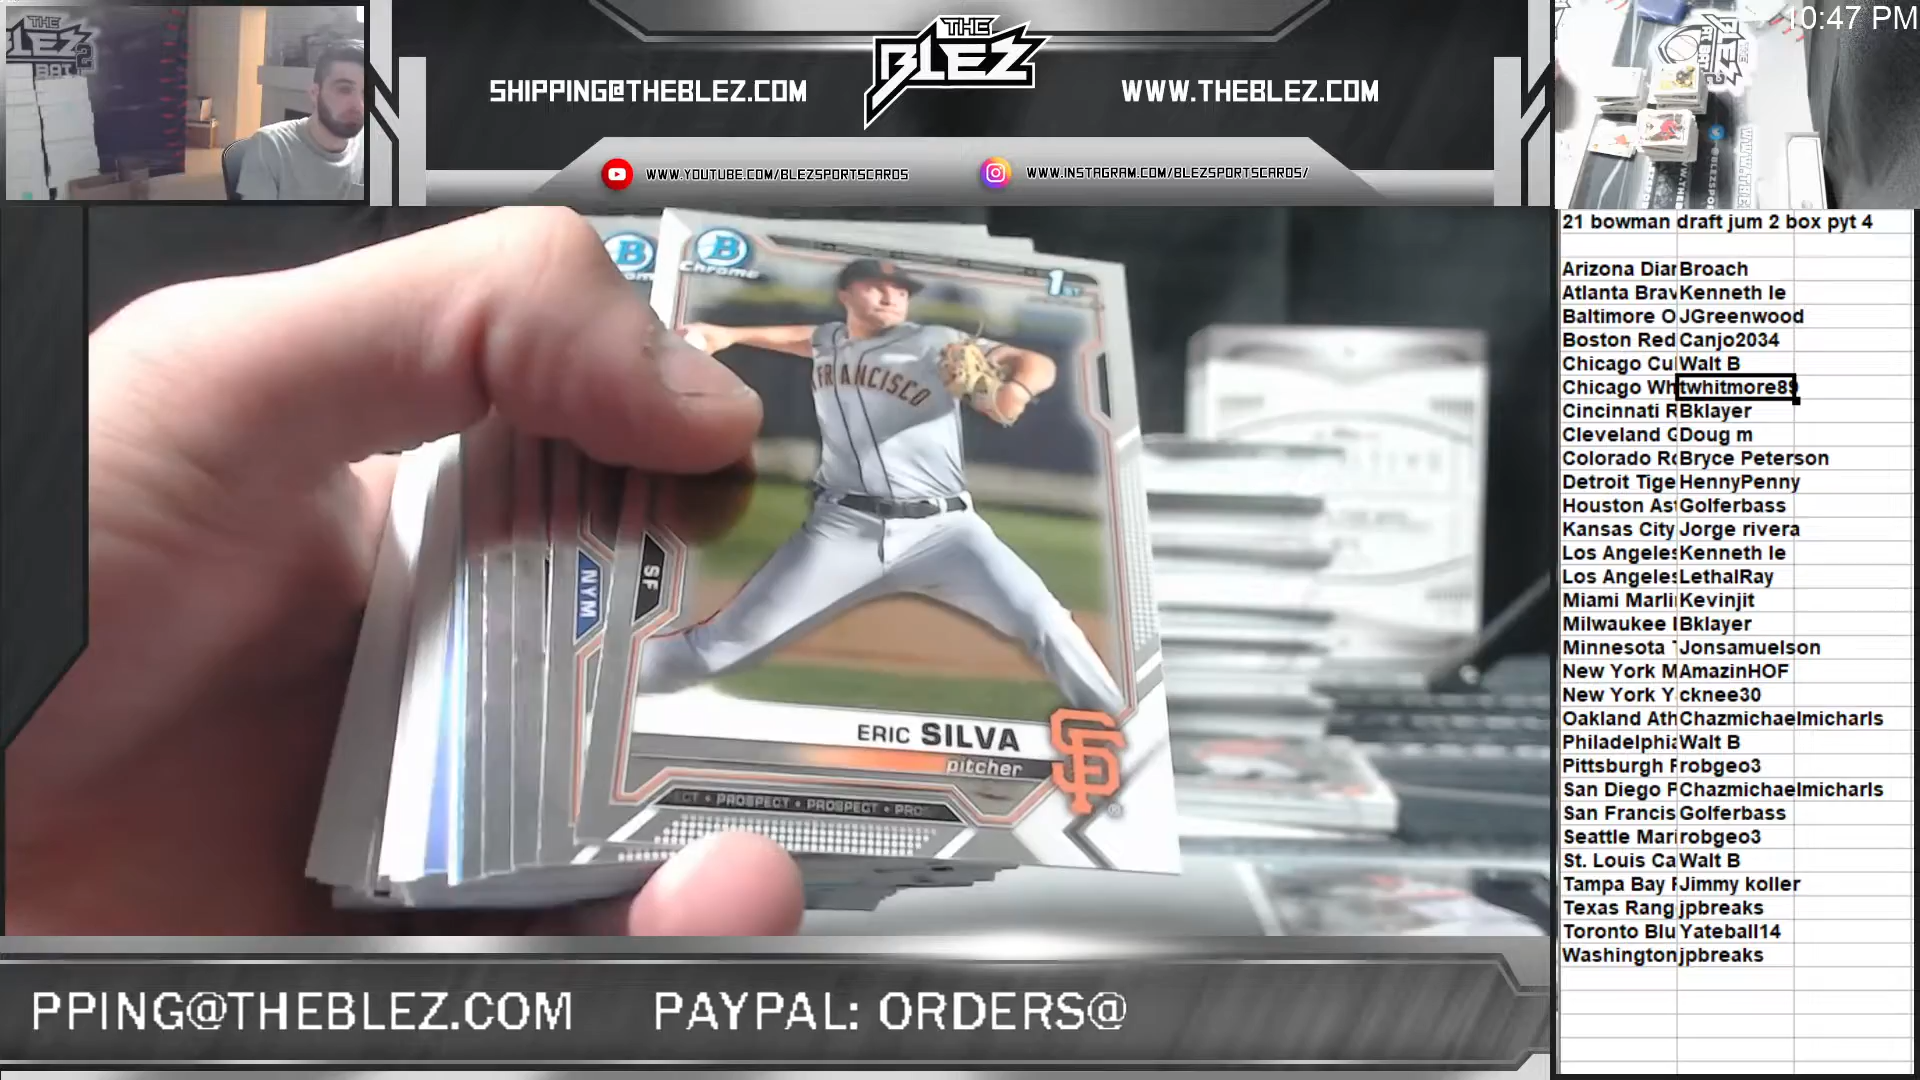 10:47 PM
THE
BLEZ
SHIPPING@THEBLEZ.COM
WWW.THEBLEZ.COM
WWW.YOUTUBE.COM/BLEZSPORTSCARDS
WWW.INSTAGRAM.COM/BLEZSPORTSCARDS/
21 bowman draft jum 2 box pyt 4
Arizona Diar Broach
Atlanta Brav Kenneth le
Baltimore O JGreenwood
Boston Red Canjo2034
Chicago Cu Walt B
Chicago Wh twhitmore89
Cincinnati R Bklayer
Cleveland G Doug m
Colorado Ro Bryce Peterson
Detroit Tige HennyPenny
Houston Ast Golferbass
Kansas City Jorge rivera
Los Angeles Kenneth le
Los Angeles LethalRay
Miami Marli Kevinjit
Milwaukee Bklayer
Minnesota Jonsamuelson
New York M AmazinHOF
New York Y cknee30
Oakland Ath Chazmichaelmicharls
Philadelphia Walt B
Pittsburgh P robgeo3
San Diego P Chazmichaelmicharls
San Francis Golferbass
Seattle Mari robgeo3
St. Louis Ca Walt B
Tampa Bay R Jimmy koller
Texas Rang jpbreaks
Toronto Blu Yateball14
Washington jpbreaks
B
Chrome
1ST
FRANCISCO
SF
NYM
ERIC SILVA
pitcher
SF
CT • PROSPECT • PROSPECT • PRO
PPING@THEBLEZ.COM PAYPAL: ORDERS@